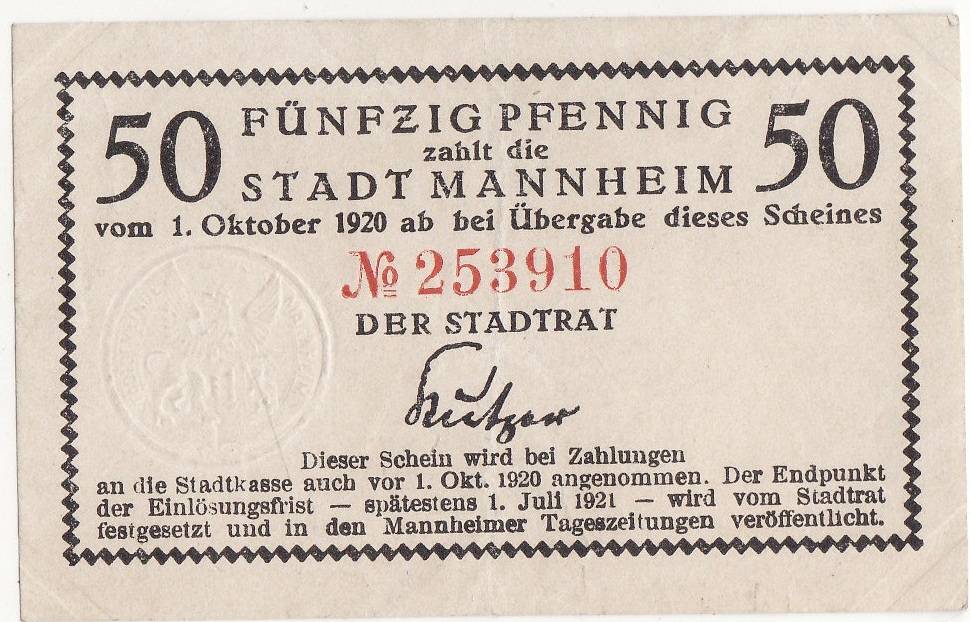 50 FÜNFZIG PFENNIG 50
zahlt die
STADT MANNHEIM
vom 1. Oktober 1920 ab bei Übergabe dieses Scheines
№ 253910
DER STADTRAT
Kutzer
Dieser Schein wird bei Zahlungen
an die Stadtkasse auch vor 1. Okt. 1920 angenommen. Der Endpunkt
der Einlösungsfrist — spätestens 1. Juli 1921 — wird vom Stadtrat
festgesetzt und in den Mannheimer Tageszeitungen veröffentlicht.